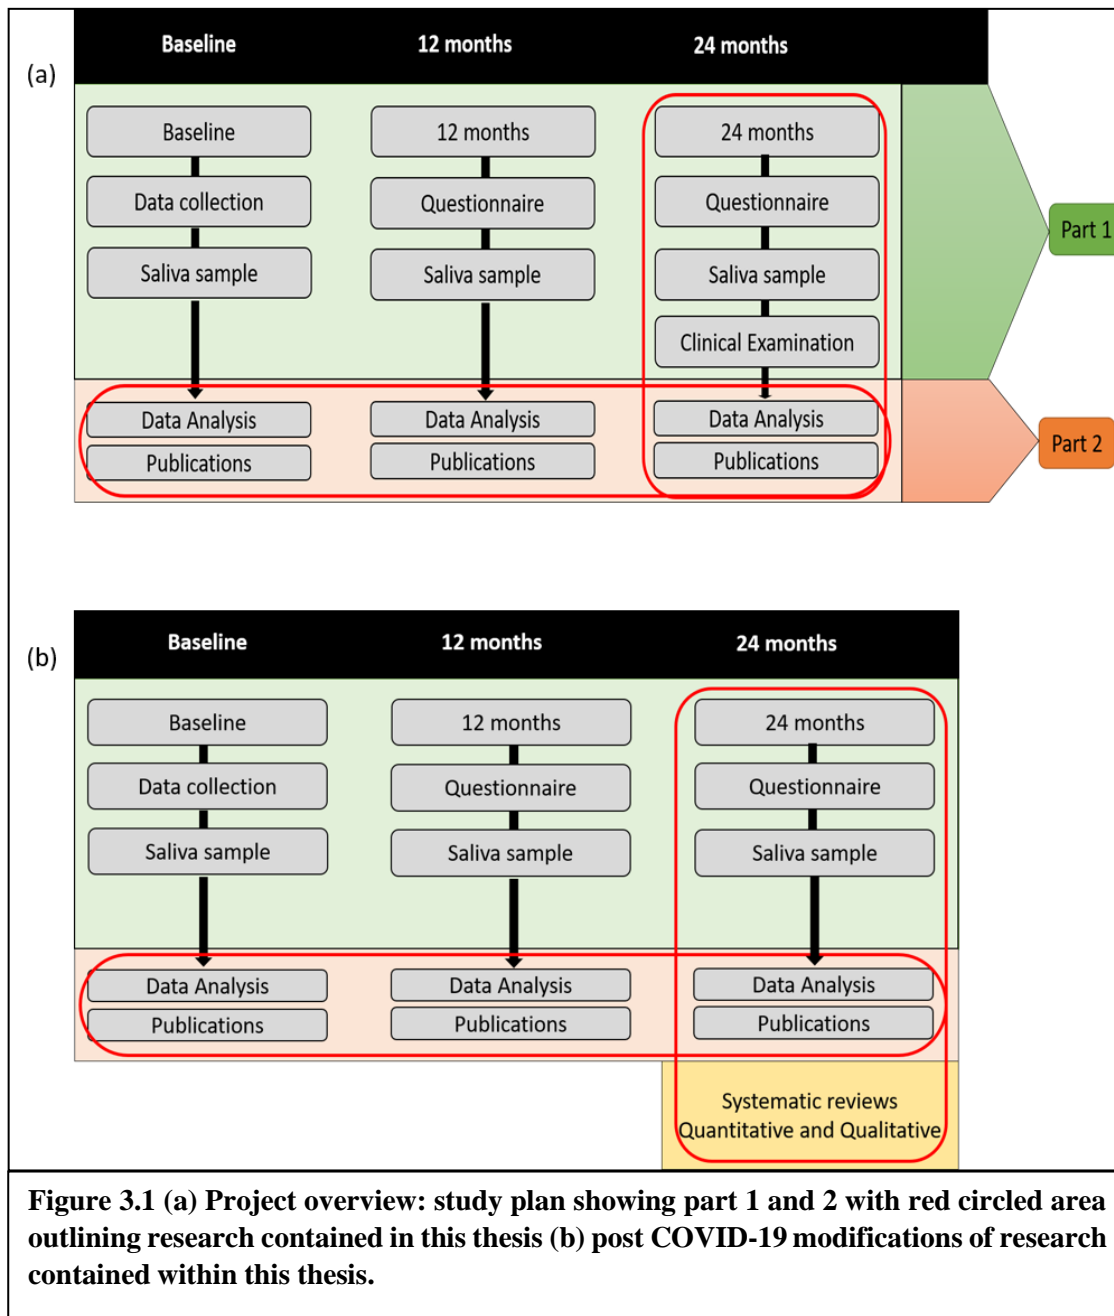 Baseline 12 months 24 months
(a)
Baseline 12 months 24 months
Data collection Questionnaire Questionnaire
Saliva sample Saliva sample Saliva sample
Clinical Examination
Part 1
Data Analysis Data Analysis Data Analysis
Publications Publications Publications
Part 2
Baseline 12 months 24 months
(b)
Baseline 12 months 24 months
Data collection Questionnaire Questionnaire
Saliva sample Saliva sample Saliva sample
Data Analysis Data Analysis Data Analysis
Publications Publications Publications
Systematic reviews
Quantitative and Qualitative
Figure 3.1 (a) Project overview: study plan showing part 1 and 2 with red circled area
outlining research contained in this thesis (b) post COVID-19 modifications of research
contained within this thesis.